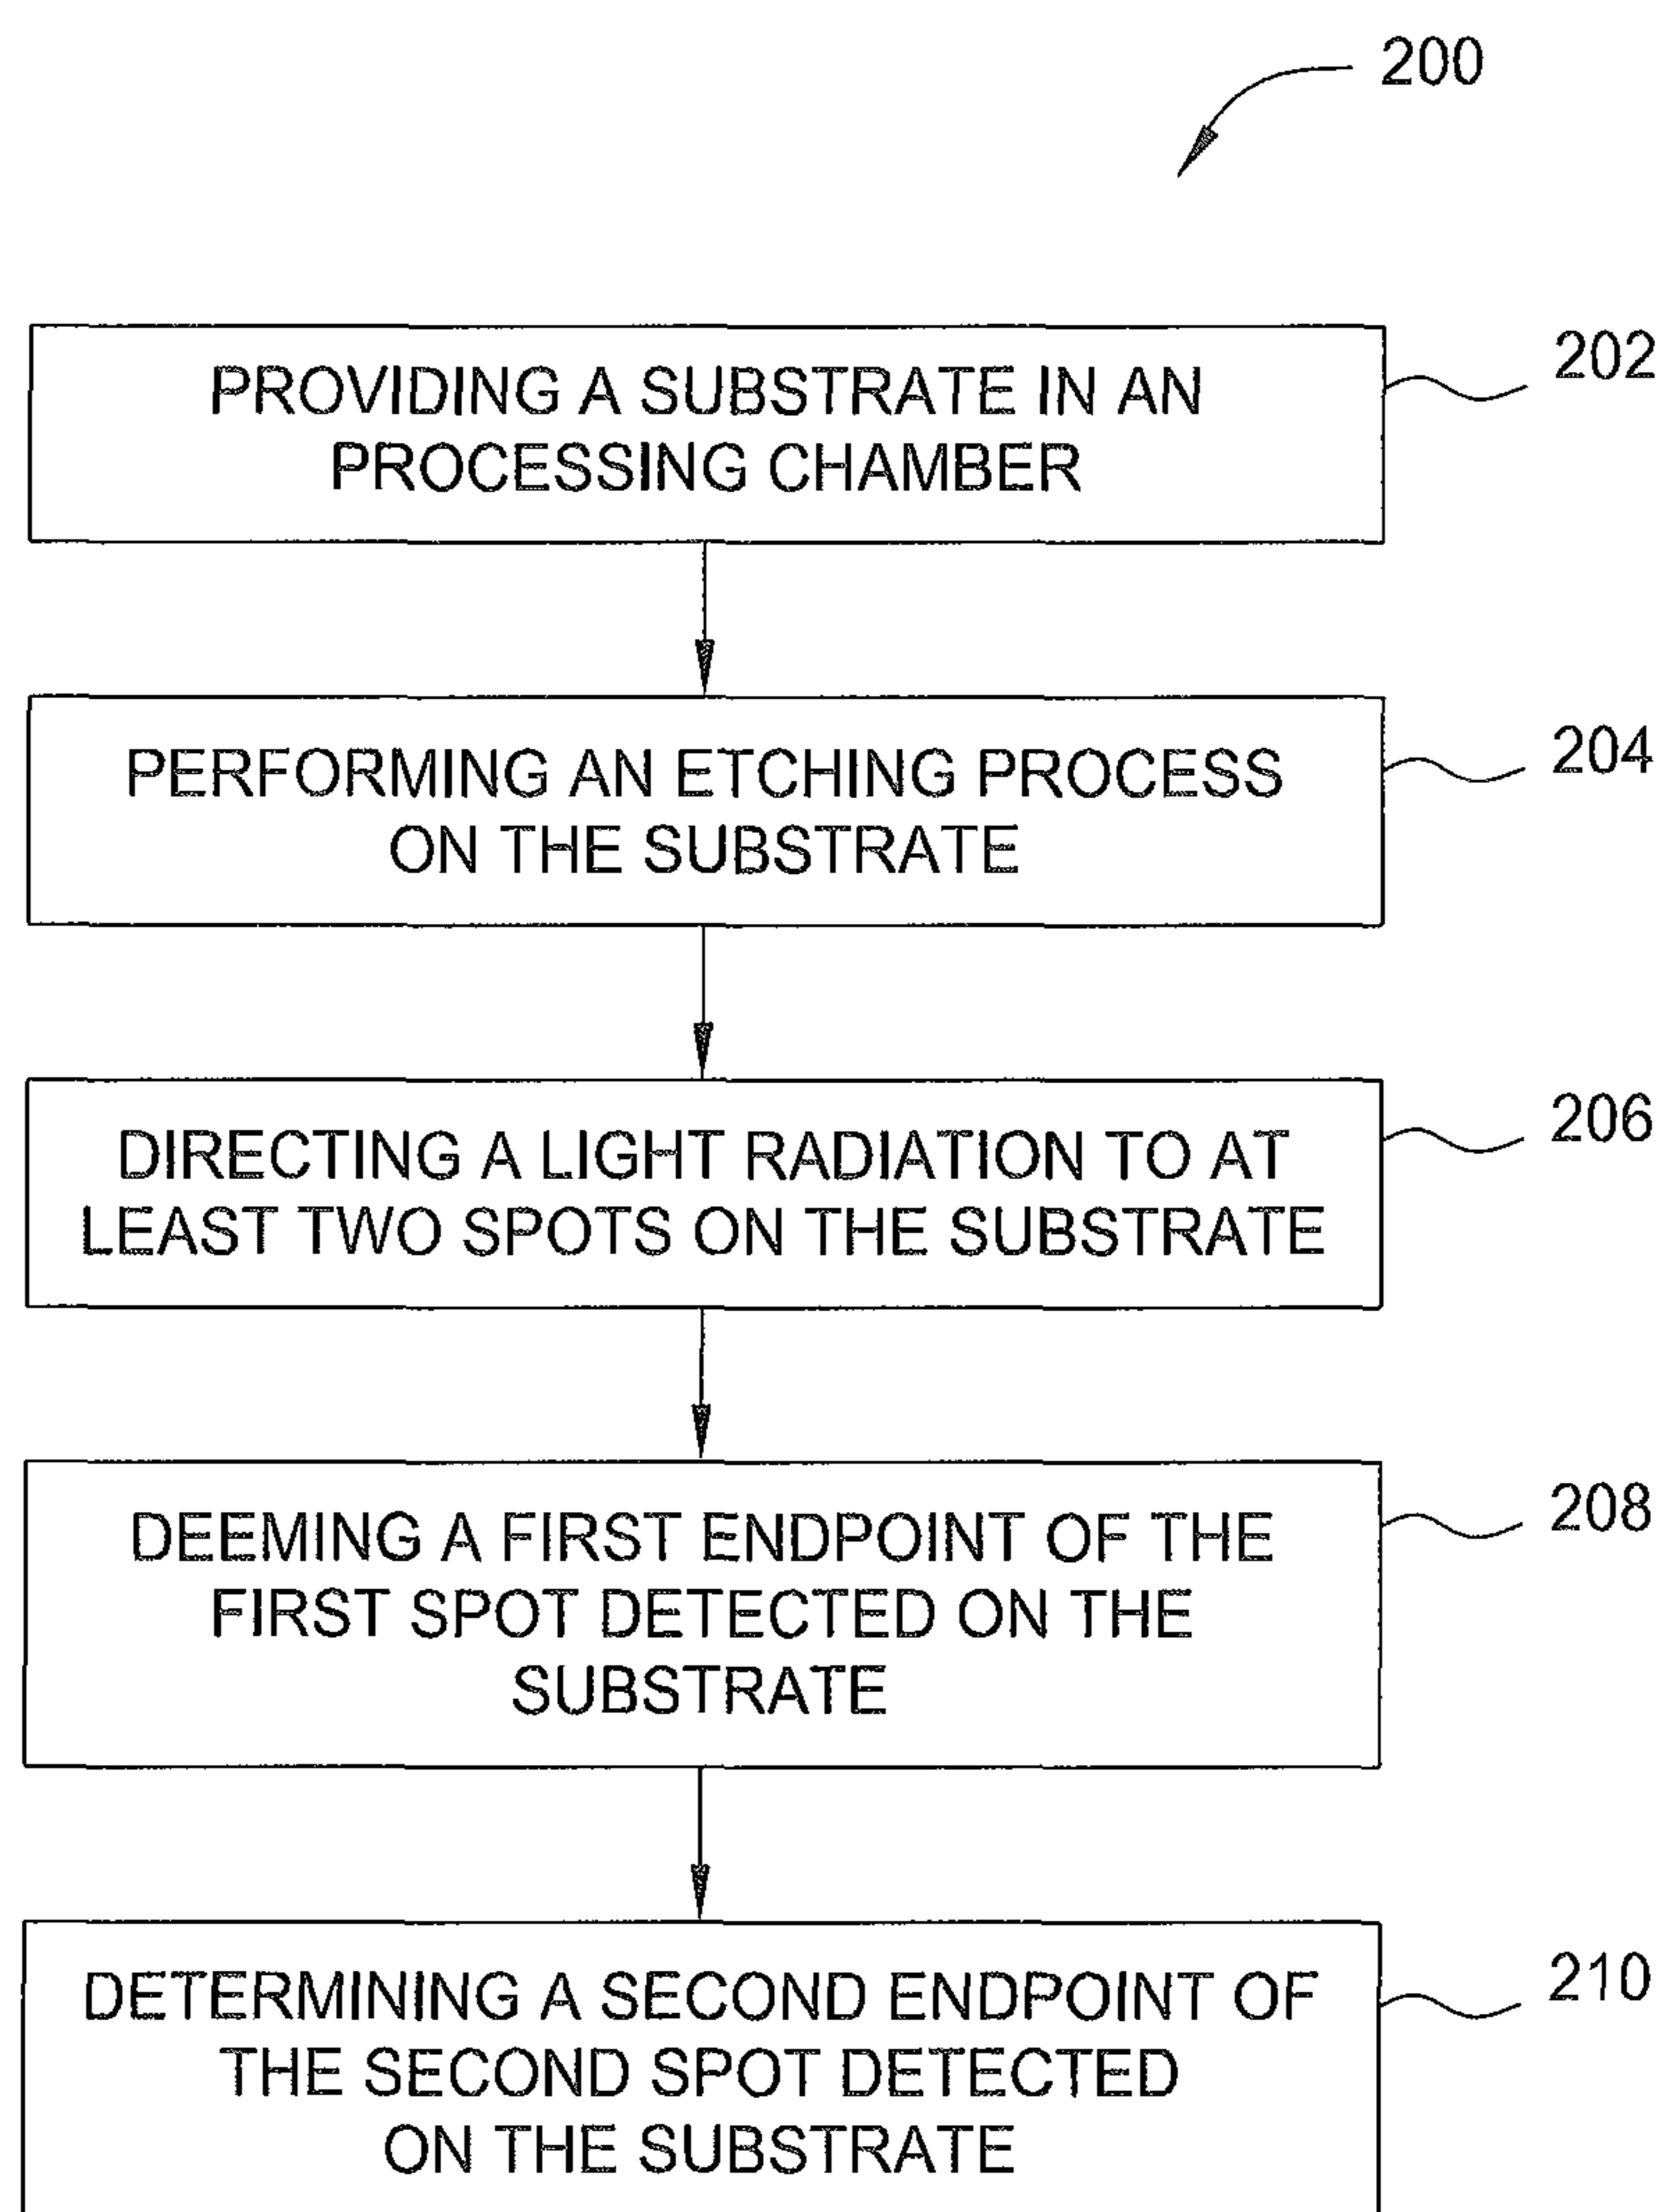 200
PROVIDING A SUBSTRATE IN AN
PROCESSING CHAMBER
202
PERFORMING AN ETCHING PROCESS
ON THE SUBSTRATE
204
DIRECTING A LIGHT RADIATION TO AT
LEAST TWO SPOTS ON THE SUBSTRATE
206
DEEMING A FIRST ENDPOINT OF THE
FIRST SPOT DETECTED ON THE
SUBSTRATE
208
DETERMINING A SECOND ENDPOINT OF
THE SECOND SPOT DETECTED
ON THE SUBSTRATE
210